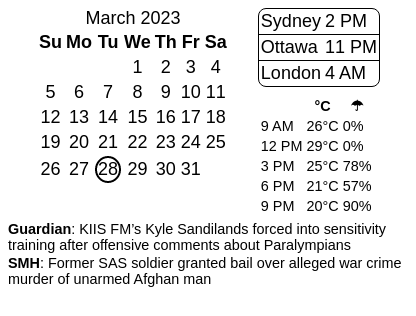 March 2023
Su Mo Tu We Th Fr Sa
1 2 3 4
5 6 7 8 9 10 11
12 13 14 15 16 17 18
19 20 21 22 23 24 25
26 27 28 29 30 31
Sydney 2 PM
Ottawa 11 PM
London 4 AM
°C ☂
9 AM 26°C 0%
12 PM 29°C 0%
3 PM 25°C 78%
6 PM 21°C 57%
9 PM 20°C 90%
Guardian: KIIS FM’s Kyle Sandilands forced into sensitivity
training after offensive comments about Paralympians
SMH: Former SAS soldier granted bail over alleged war crime
murder of unarmed Afghan man